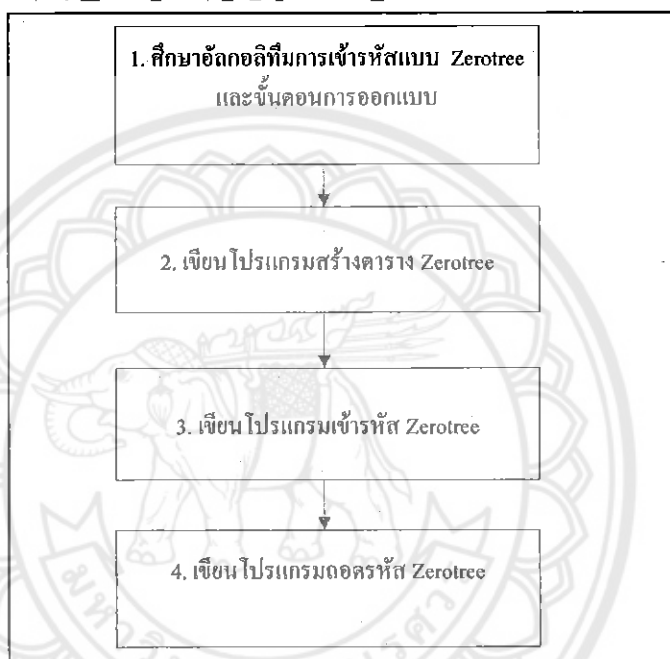 1. ศึกษาอัลกอลิทึมการเข้ารหัสแบบ Zerotree
และขั้นตอนการออกแบบ
2. เขียนโปรแกรมสร้างตาราง Zerotree
3. เขียนโปรแกรมเข้ารหัส Zerotree
4. เขียนโปรแกรมถอดรหัส Zerotree